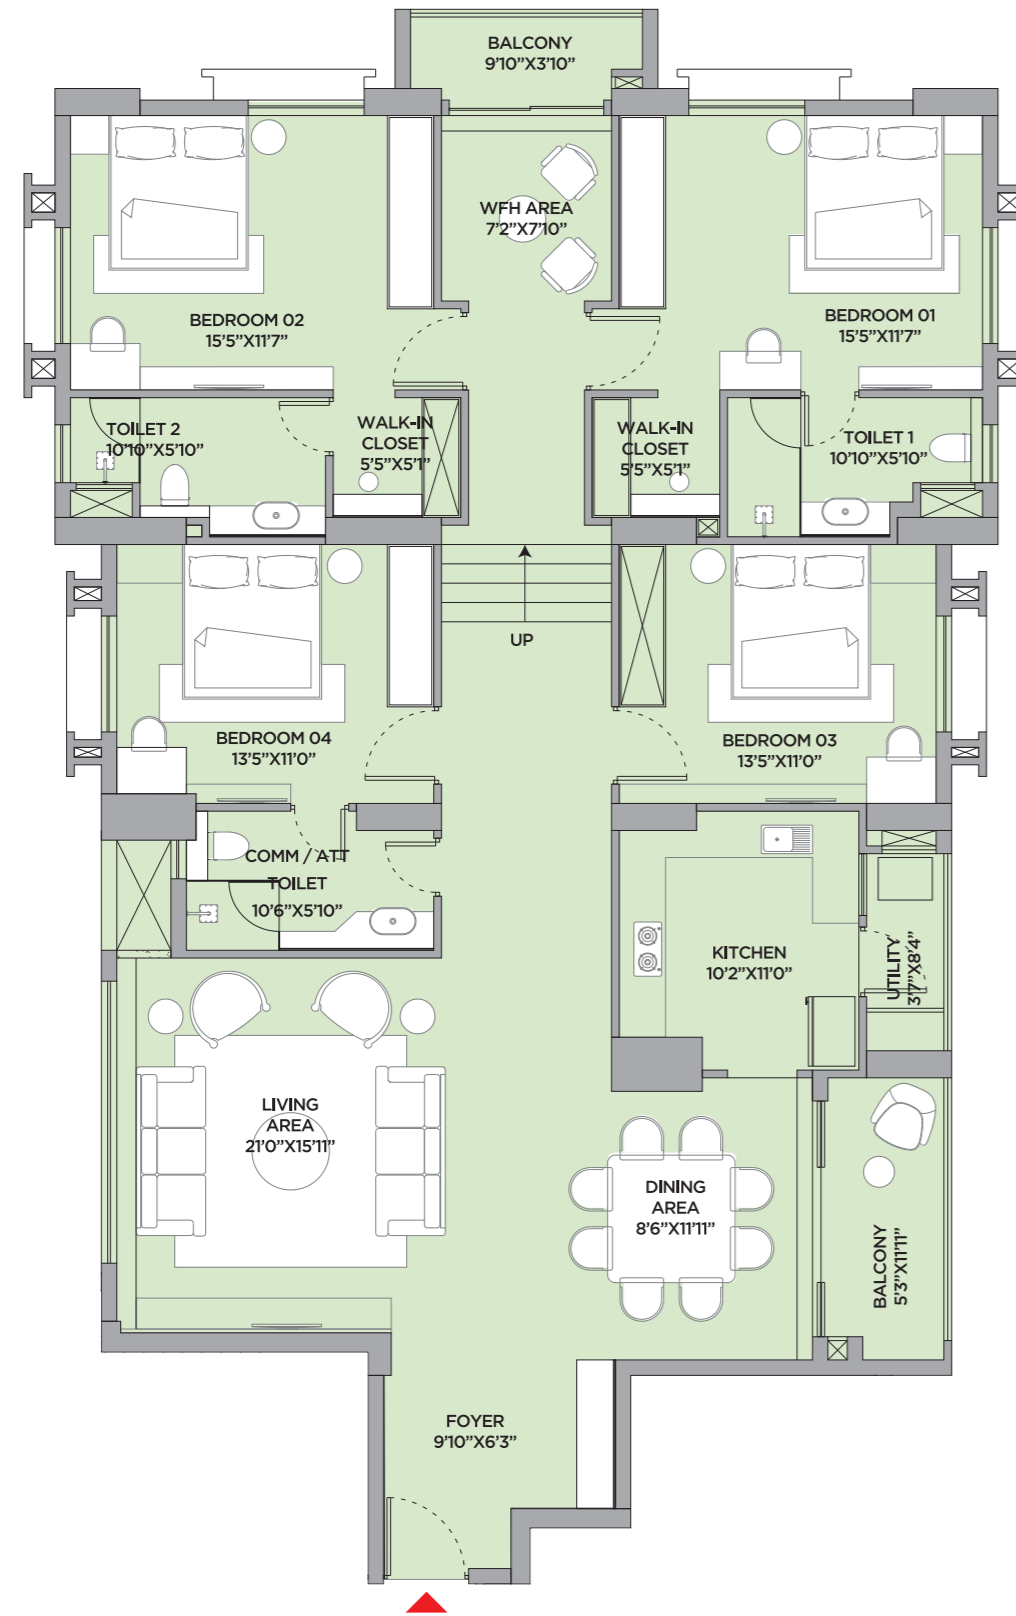 BALCONY
9'10”X3'10”
WFH AREA
7'2”X7'10”
BEDROOM 02
15'5”X11'7”
BEDROOM 01
15'5”X11'7”
TOILET 2
10'10”X5'10”
WALK-IN
CLOSET
5'5”X5'1”
WALK-IN
CLOSET
5'5”X5'1”
TOILET 1
10'10”X5'10”
UP
BEDROOM 04
13'5”X11'0”
BEDROOM 03
13'5”X11'0”
COMM / ATT
TOILET
10'6”X5'10”
KITCHEN
10'2”X11'0”
UTILITY
3'7”X8'4”
LIVING
AREA
21'0”X15'11”
DINING
AREA
8'6”X11'11”
BALCONY
5'3”X11'11”
FOYER
9'10”X6'3”